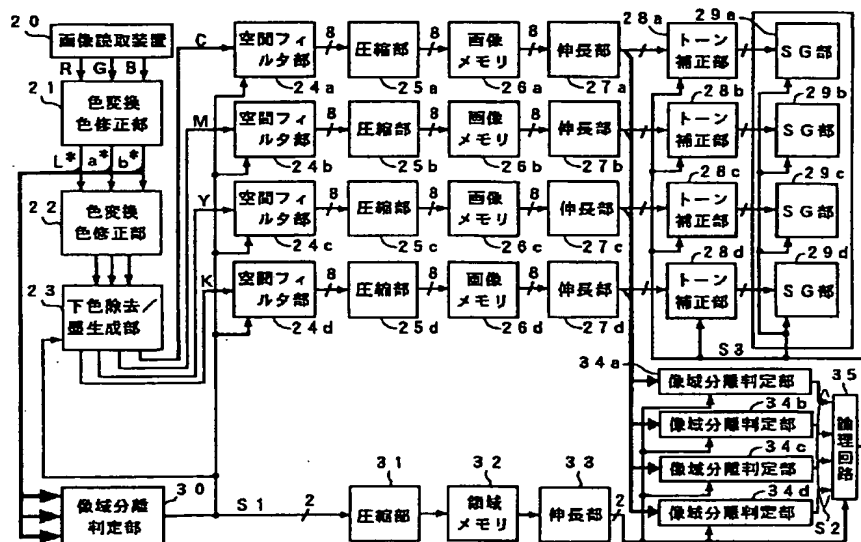 20
画像読取装置
R G B
21
色変換
色修正部
L* a* b*
22
色変換
色修正部
23
下色除去/
墨生成部
C
空間フィ
ルタ部
24a
8
圧縮部
25a
8
画像
メモリ
26a
8
伸長部
27a
28a
トーン
補正部
29a
SG部
M
空間フィ
ルタ部
24b
8
圧縮部
25b
8
画像
メモリ
26b
8
伸長部
27b
28b
トーン
補正部
29b
SG部
Y
空間フィ
ルタ部
24c
8
圧縮部
25c
8
画像
メモリ
26c
8
伸長部
27c
28c
トーン
補正部
29c
SG部
K
空間フィ
ルタ部
24d
8
圧縮部
25d
8
画像
メモリ
26d
8
伸長部
27d
28d
トーン
補正部
29d
SG部
S3
34a
像域分離判定部
34b
像域分離判定部
34c
像域分離判定部
34d
像域分離判定部
S2
35
論理回路
30
像域分離
判定部
S1
2
31
圧縮部
32
領域
メモリ
33
伸長部
2